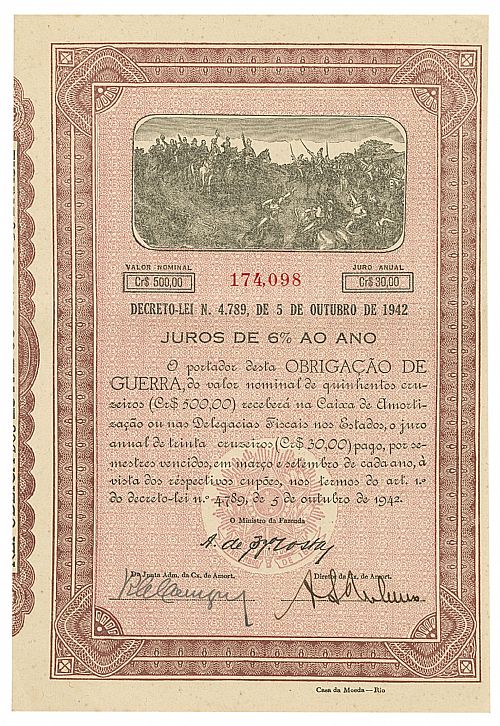 VALOR NOMINAL
Cr$ 500,00
174,098
JURO ANUAL
Cr$ 30,00
DECRETO-LEI N. 4.789, DE 5 DE OUTUBRO DE 1942
JUROS DE 6% AO ANO
O portador desta OBRIGAÇÃO DE
GUERRA, do valor nominal de quinhentos cru-
zeiros (Cr$ 500,00) receberá na Caixa de Amorti-
zação ou nas Delegacias Fiscais nos Estados, o juro
anual de trinta cruzeiros (Cr$ 30,00) pago, por se-
mestres vencidos, em março e setembro de cada ano, à
vista dos respectivos cupões, nos termos do art. 1.º
do decreto-lei n.º 4.789, de 5 de outubro de 1942.
O Ministro da Fazenda
A. de
Da Junta Adm. da Cx. de Amort.
Diretor da Cx. de Amort.
Casa da Moeda—Rio